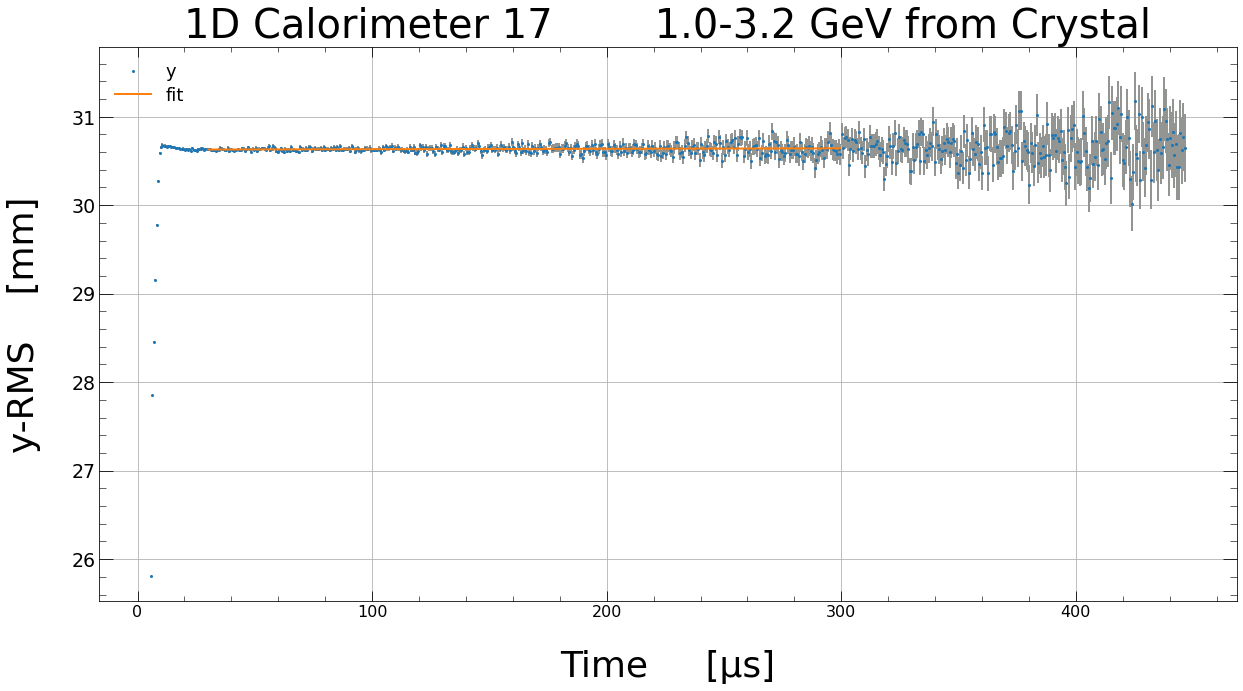 1D Calorimeter 17 1.0-3.2 GeV from Crystal
y
fit
31
30
29
28
27
26
y-RMS [mm]
0 100 200 300 400
Time [μs]